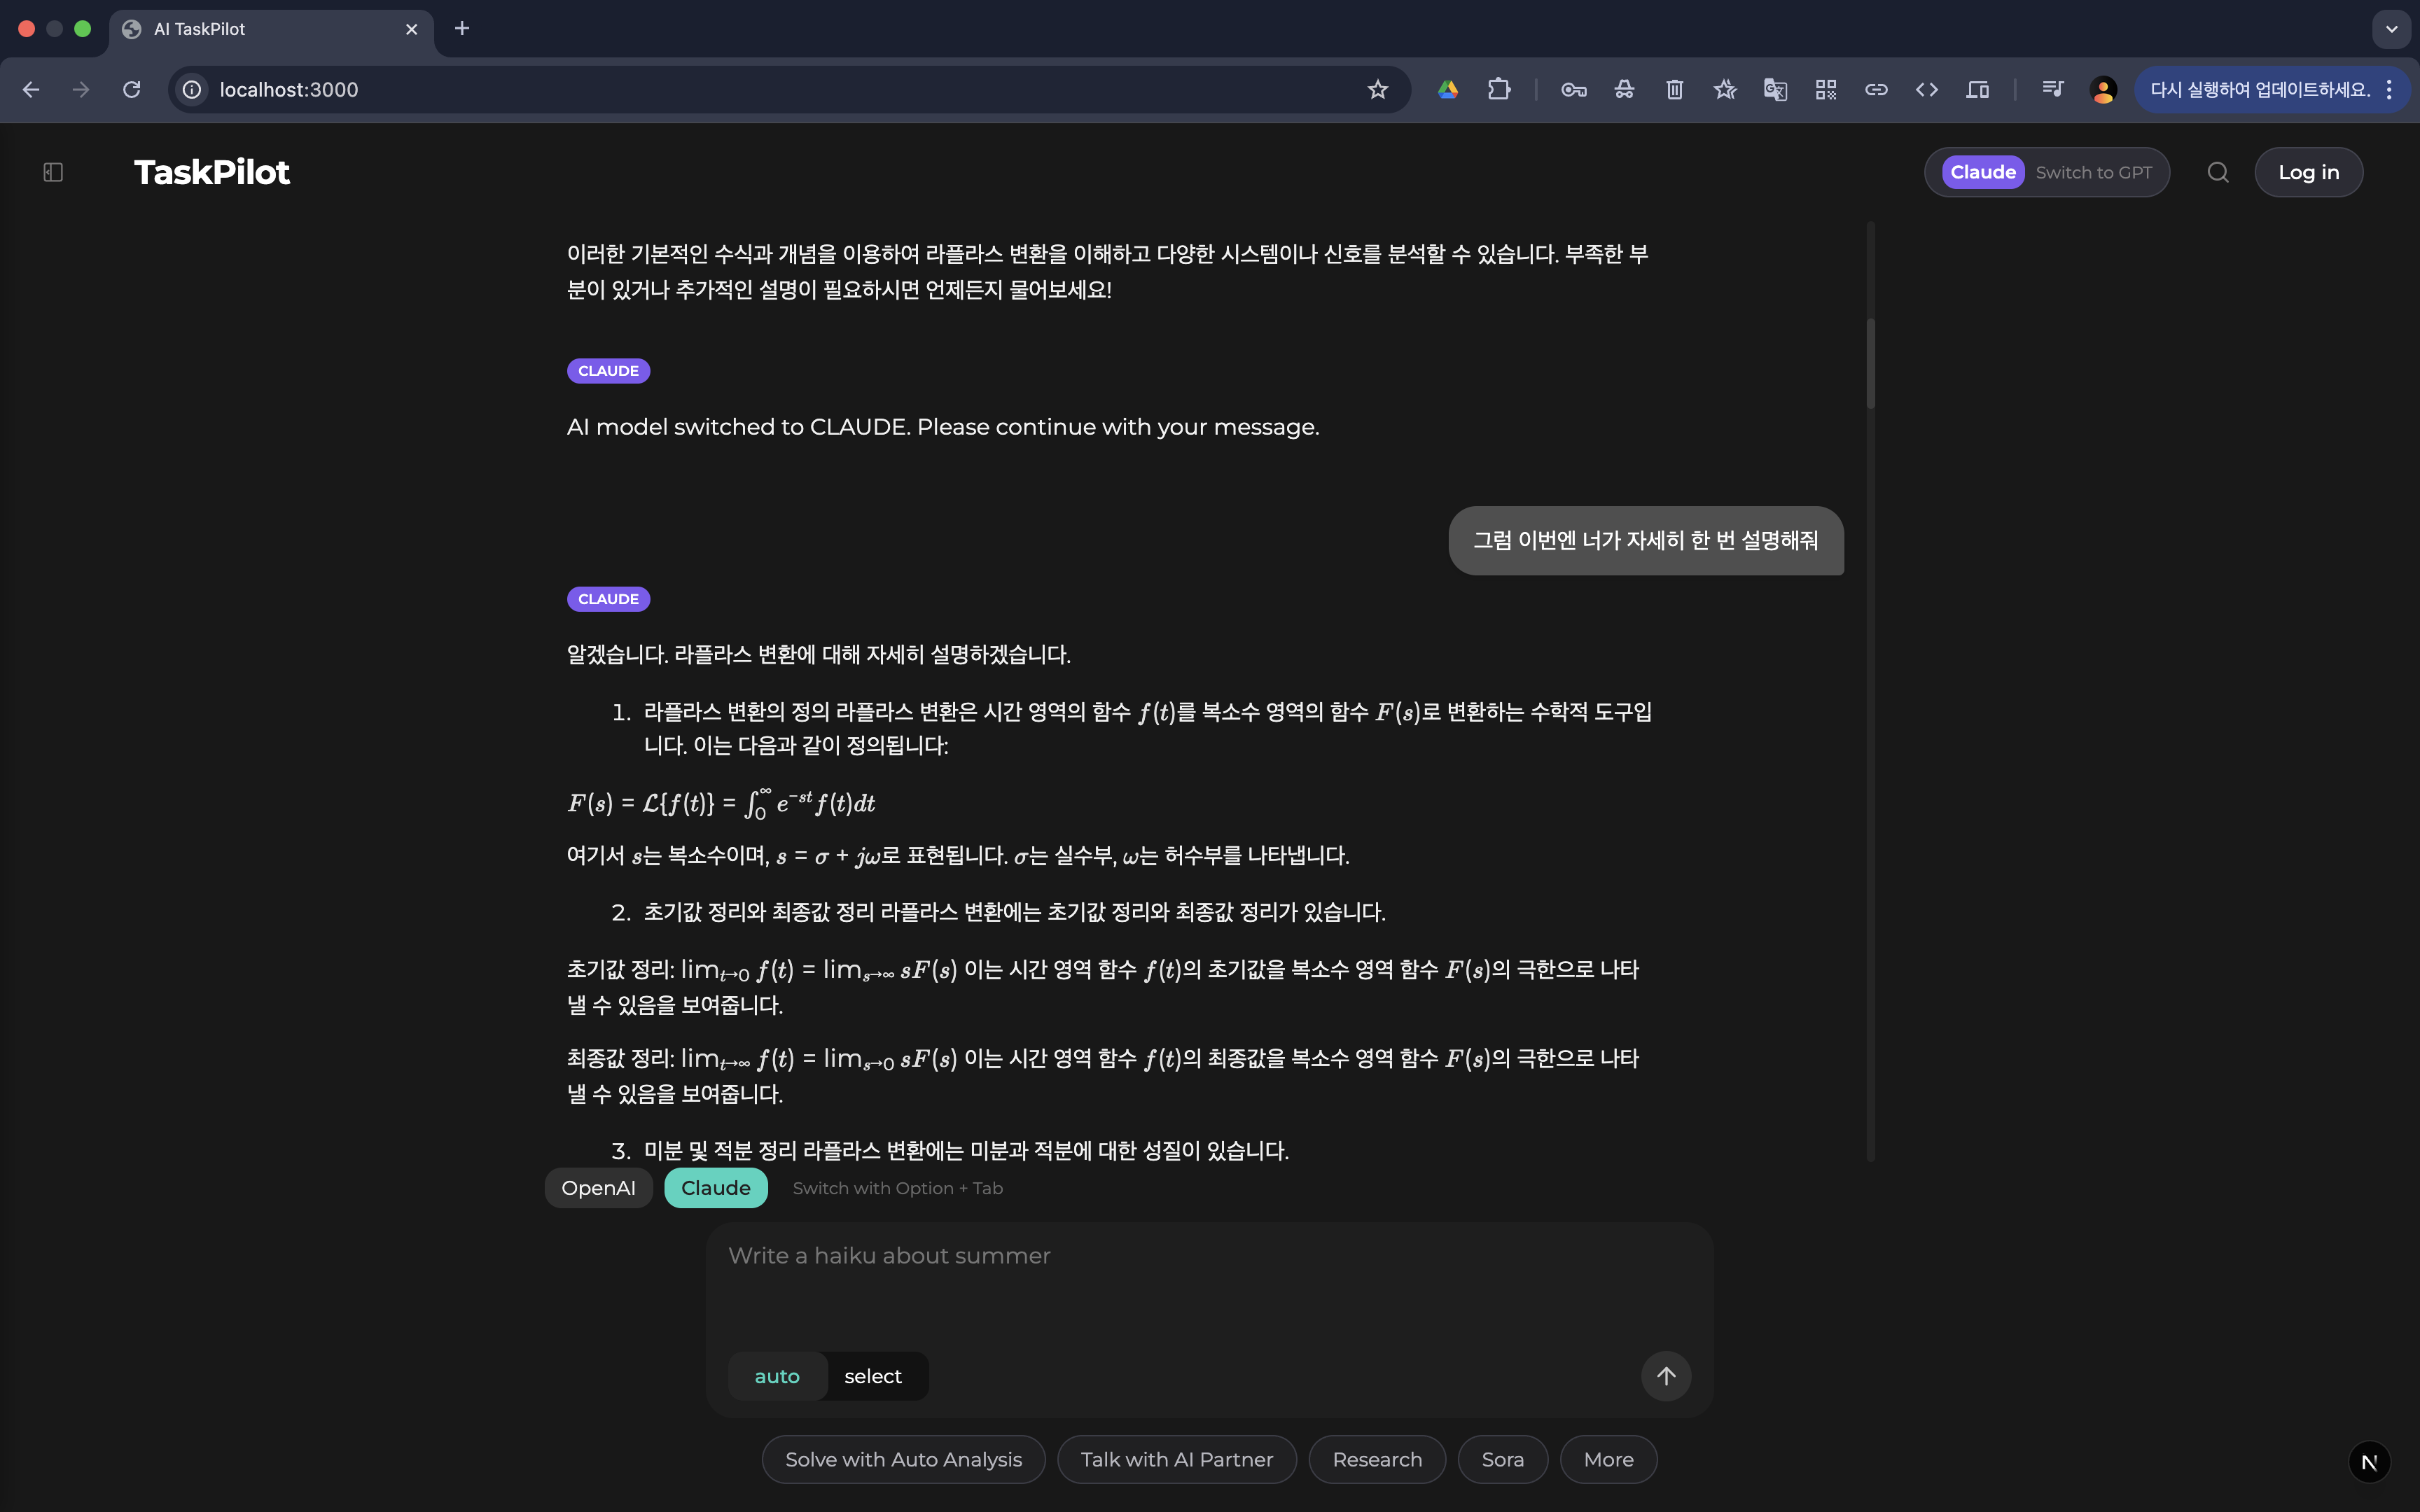 AI TaskPilot
localhost:3000
다시 실행하여 업데이트하세요.
TaskPilot
Claude Switch to GPT
Log in
이러한 기본적인 수식과 개념을 이용하여 라플라스 변환을 이해하고 다양한 시스템이나 신호를 분석할 수 있습니다. 부족한 부
분이 있거나 추가적인 설명이 필요하시면 언제든지 물어보세요!
CLAUDE
AI model switched to CLAUDE. Please continue with your message.
그럼 이번엔 너가 자세히 한 번 설명해줘
CLAUDE
알겠습니다. 라플라스 변환에 대해 자세히 설명하겠습니다.
1. 라플라스 변환의 정의 라플라스 변환은 시간 영역의 함수 f(t)를 복소수 영역의 함수 F(s)로 변환하는 수학적 도구입
니다. 이는 다음과 같이 정의됩니다:
F(s) = ℒ{f(t)} = ∫₀^∞ e^{-st} f(t)dt
여기서 s는 복소수이며, s = σ + jω로 표현됩니다. σ는 실수부, ω는 허수부를 나타냅니다.
2. 초기값 정리와 최종값 정리 라플라스 변환에는 초기값 정리와 최종값 정리가 있습니다.
초기값 정리: lim_{t→0} f(t) = lim_{s→∞} sF(s) 이는 시간 영역 함수 f(t)의 초기값을 복소수 영역 함수 F(s)의 극한으로 나타
낼 수 있음을 보여줍니다.
최종값 정리: lim_{t→∞} f(t) = lim_{s→0} sF(s) 이는 시간 영역 함수 f(t)의 최종값을 복소수 영역 함수 F(s)의 극한으로 나타
낼 수 있음을 보여줍니다.
3. 미분 및 적분 정리 라플라스 변환에는 미분과 적분에 대한 성질이 있습니다.
OpenAI Claude Switch with Option + Tab
Write a haiku about summer
auto select
Solve with Auto Analysis Talk with AI Partner Research Sora More
N